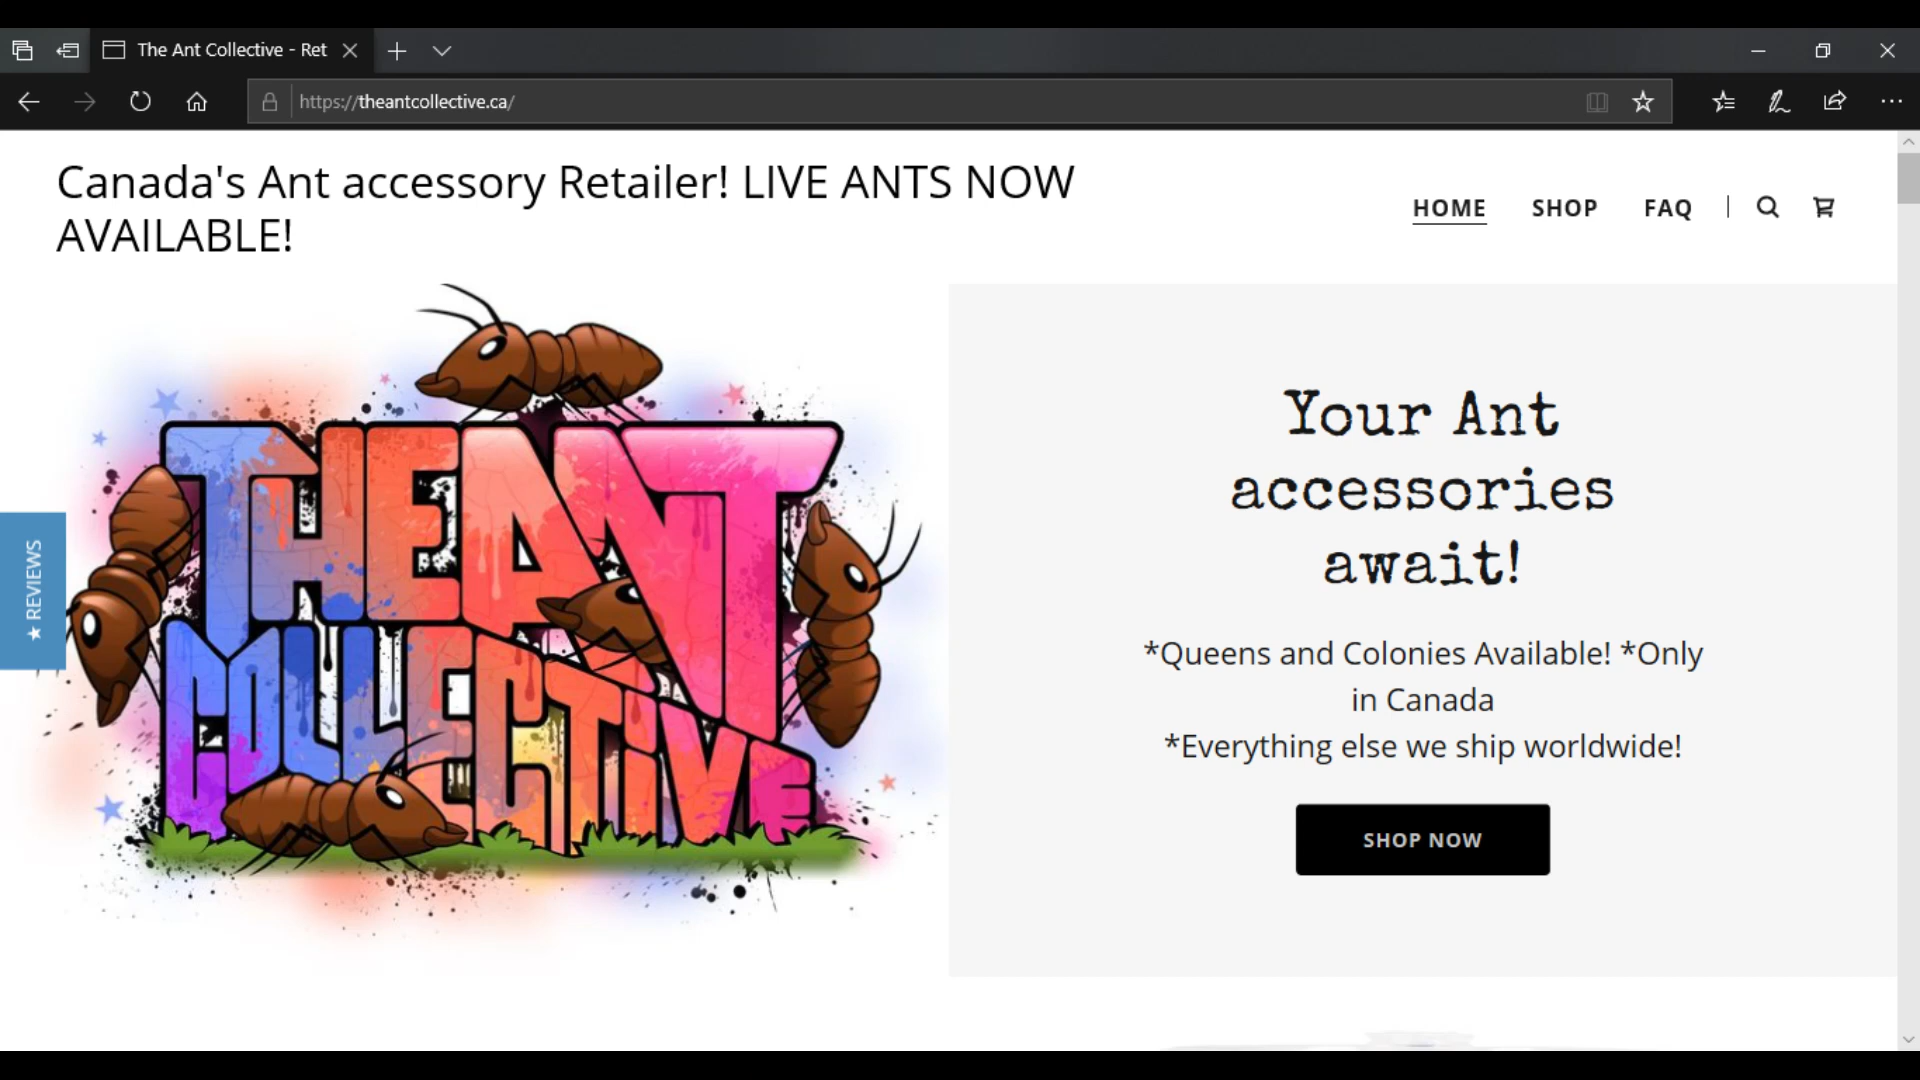 The Ant Collective - Ret
https://theantcollective.ca/
Canada's Ant accessory Retailer! LIVE ANTS NOW
AVAILABLE!
HOME SHOP FAQ
THE ANT
COLLECTIVE
★ REVIEWS
Your Ant
accessories
await!
*Queens and Colonies Available! *Only
in Canada
*Everything else we ship worldwide!
SHOP NOW